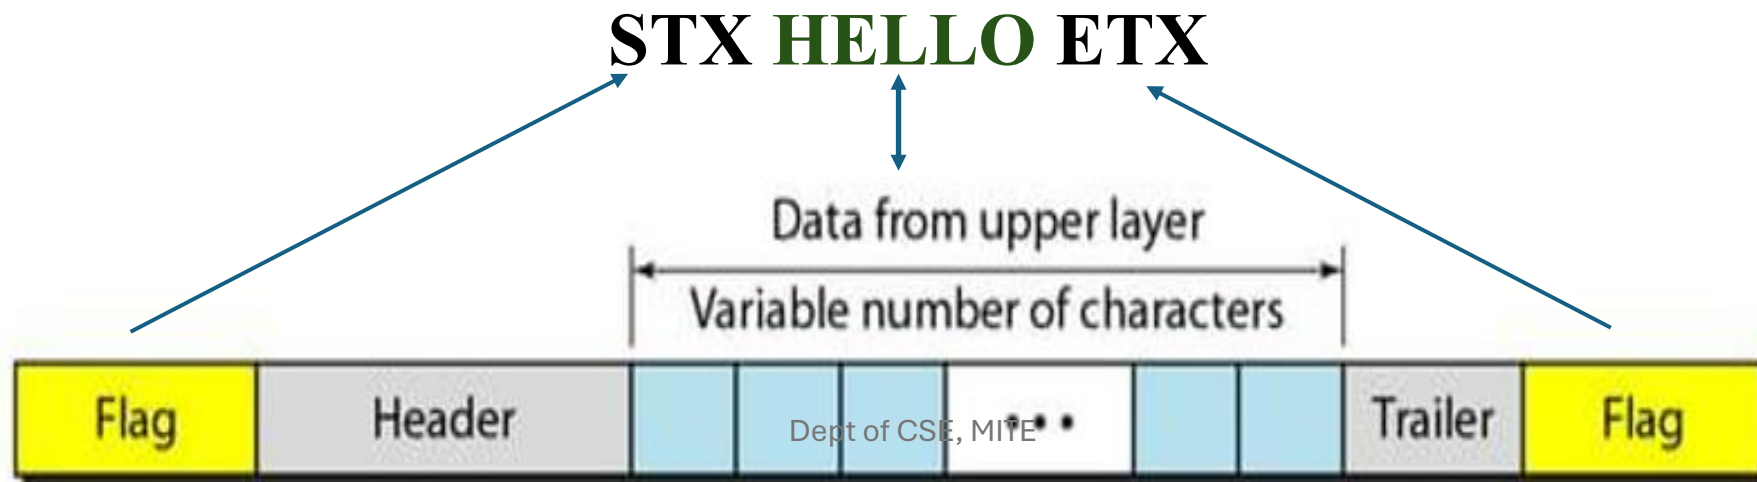 STX HELLO ETX
Data from upper layer
Variable number of characters
Flag Header ••• Trailer Flag
Dept of CSE, MITE